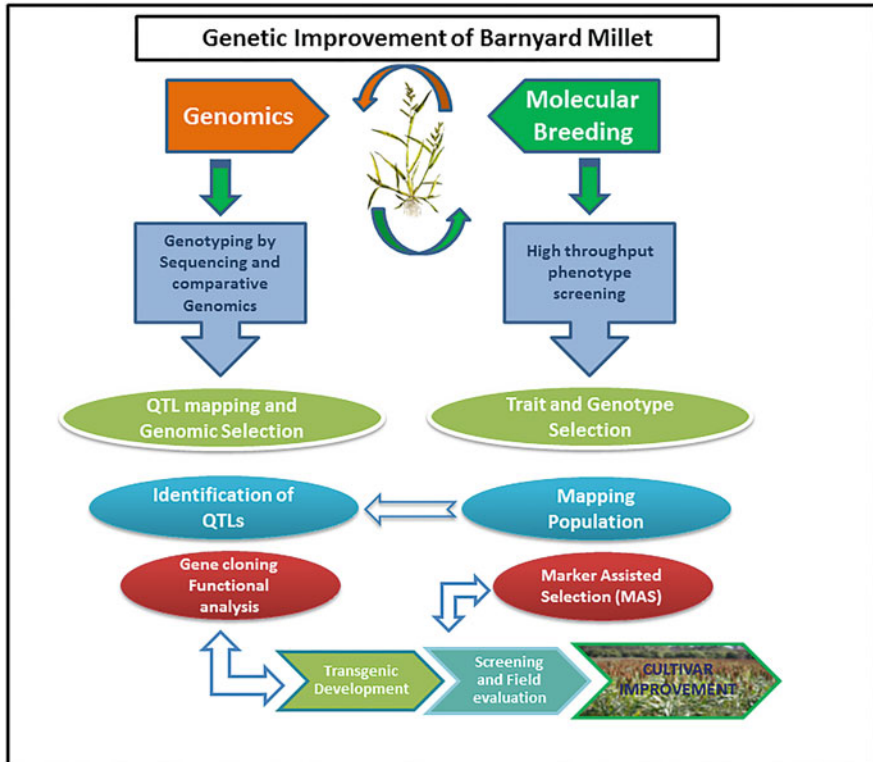 Genetic Improvement of Barnyard Millet
Genomics
Molecular
Breeding
Genotyping by
Sequencing and
comparative
Genomics
High throughput
phenotype
screening
QTL mapping and
Genomic Selection
Trait and Genotype
Selection
Identification of
QTLs
Mapping
Population
Gene cloning
Functional
analysis
Marker Assisted
Selection (MAS)
Transgenic
Development
Screening
and Field
evaluation
CULTIVAR
IMPROVEMENT